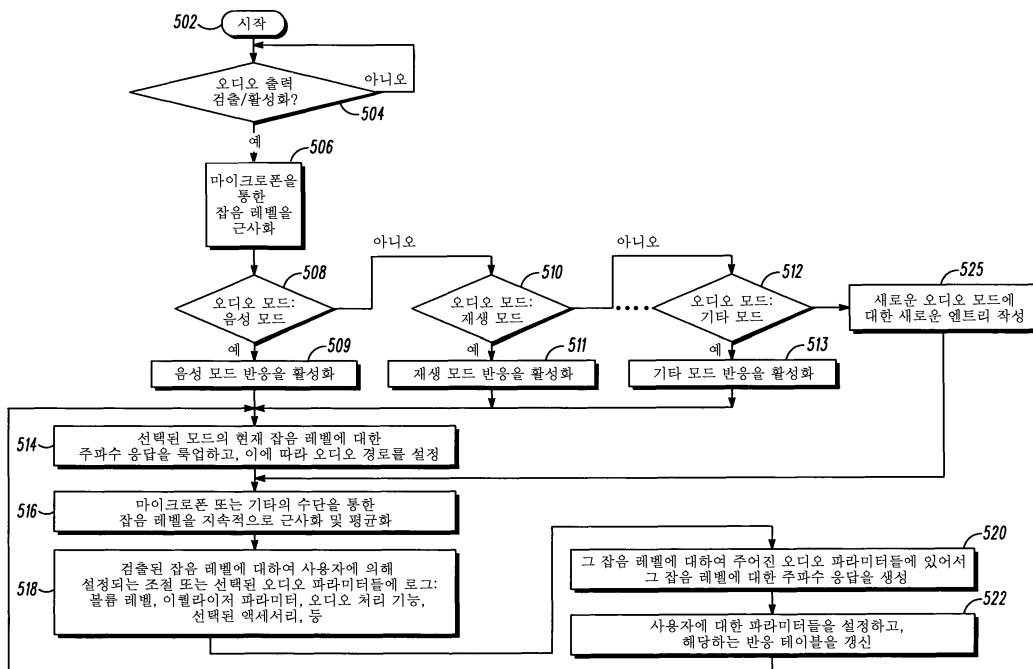 502
시작
오디오 출력
검출/활성화?
아니오
504
예
506
마이크로폰을
통한
잡음 레벨을
근사화
아니오
아니오
508
오디오 모드:
음성 모드
510
오디오 모드:
재생 모드
512
오디오 모드:
기타 모드
525
새로운 오디오 모드에
대한 새로운 엔트리 작성
예
509
음성 모드 반응을 활성화
예
511
재생 모드 반응을 활성화
예
513
기타 모드 반응을 활성화
514
선택된 모드의 현재 잡음 레벨에 대한
주파수 응답을 룩업하고, 이에 따라 오디오 경로를 설정
516
마이크로폰 또는 기타의 수단을 통한
잡음 레벨을 지속적으로 근사화 및 평균화
518
검출된 잡음 레벨에 대하여 사용자에 의해
설정되는 조절 또는 선택된 오디오 파라미터들에 로그:
볼륨 레벨, 이퀄라이저 파라미터, 오디오 처리 기능,
선택된 액세서리, 등
520
그 잡음 레벨에 대하여 주어진 오디오 파라미터들에 있어서
그 잡음 레벨에 대한 주파수 응답을 생성
522
사용자에 대한 파라미터들을 설정하고,
해당하는 반응 테이블을 갱신